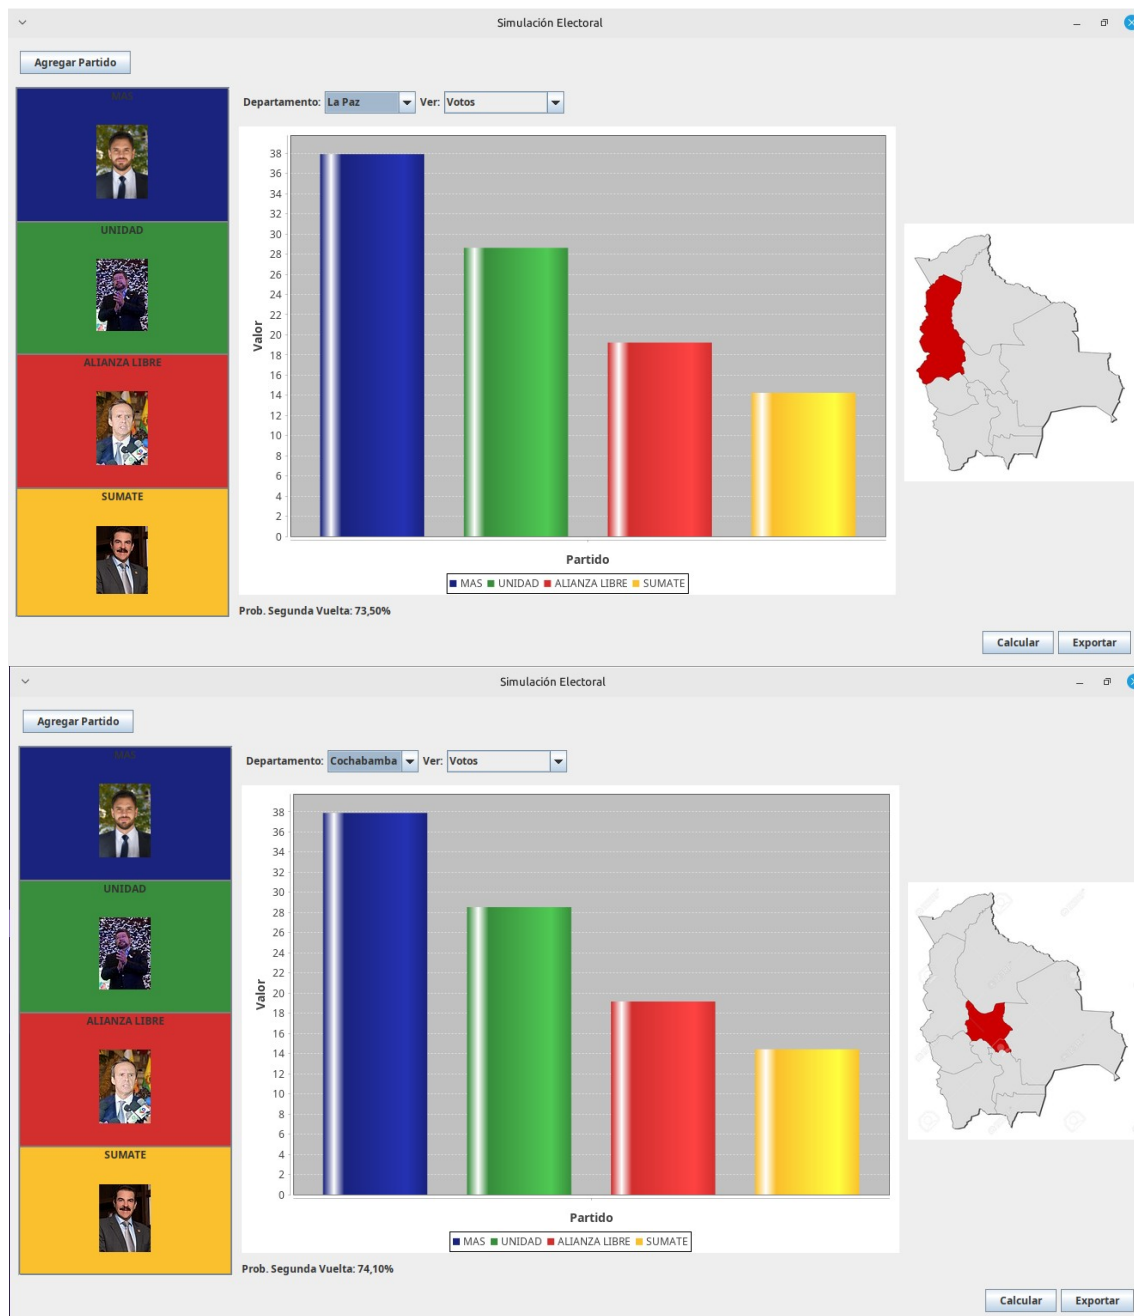 Simulación Electoral
Agregar Partido
MAS
UNIDAD
ALIANZA LIBRE
SUMATE
Departamento: La Paz Ver: Votos
38
36
34
32
30
28
26
24
22
20
18
16
14
12
10
8
6
4
2
0
Valor
Partido
MAS UNIDAD ALIANZA LIBRE SUMATE
Prob. Segunda Vuelta: 73,50%
Calcular Exportar
Simulación Electoral
Agregar Partido
MAS
UNIDAD
ALIANZA LIBRE
SUMATE
Departamento: Cochabamba Ver: Votos
38
36
34
32
30
28
26
24
22
20
18
16
14
12
10
8
6
4
2
0
Valor
Partido
MAS UNIDAD ALIANZA LIBRE SUMATE
Prob. Segunda Vuelta: 74,10%
Calcular Exportar